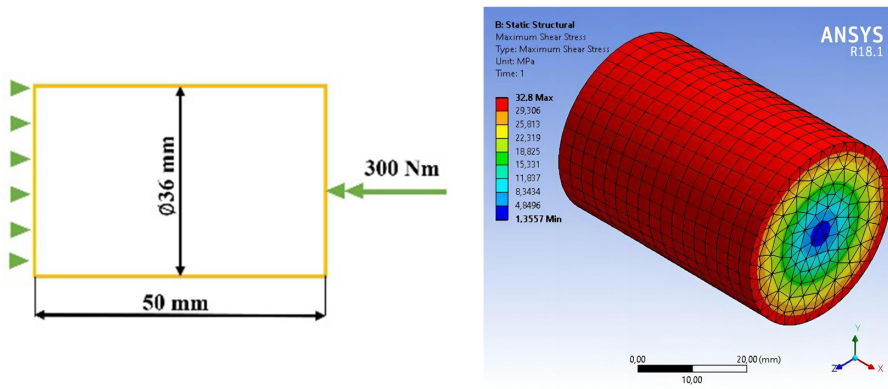 Ø36 mm
300 Nm
50 mm
B: Static Structural
Maximum Shear Stress
Type: Maximum Shear Stress
Unit: MPa
Time: 1
32,8 Max
29,306
25,813
22,319
18,825
15,331
11,837
8,3434
4,8496
1,3557 Min
ANSYS
R18.1
0,00
20,00 (mm)
10,00
Y
Z
X